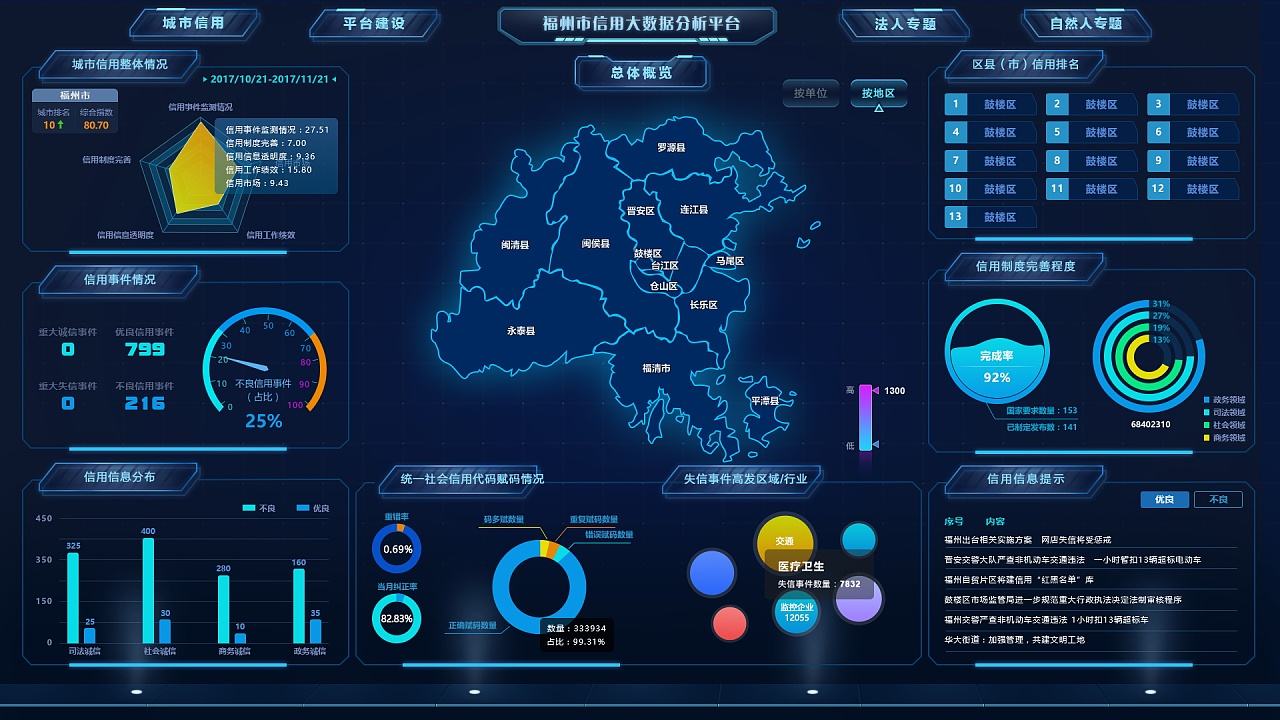 城市信用
平台建设
福州市信用大数据分析平台
法人专题
自然人专题
城市信用整体情况
2017/10/21-2017/11/21
福州市
城市排名 综合指数
10 80.70
信用事件监测情况
信用制度完善
信用信息透明度
信用工作绩效
信用事件监测情况：27.51
信用制度完善：7.00
信用信息透明度：9.36
信用工作绩效：15.80
信用市场：9.43
信用事件情况
重大诚信事件 优良信用事件
0 799
重大失信事件 不良信用事件
0 216
0
10
20
30
40
50
60
70
80
90
100
不良信用事件
（占比）
25%
信用信息分布
不良 优良
450
350
150
0
325
25
400
30
280
10
160
35
司法诚信 社会诚信 商务诚信 政务诚信
总体概览
按单位 按地区
罗源县
晋安区
连江县
闽清县
闽侯县
鼓楼区
台江区
马尾区
仓山区
长乐区
永泰县
福清市
平潭县
高 1300
低
统一社会信用代码赋码情况
重错率
0.69%
当月纠正率
82.83%
码多赋数量
重复赋码数量
错误赋码数量
正确赋码数量
数量：333934
占比：99.31%
失信事件高发区域/行业
交通
医疗卫生
失信事件数量：7832
监控企业
12055
区县（市）信用排名
1 鼓楼区 2 鼓楼区 3 鼓楼区
4 鼓楼区 5 鼓楼区 6 鼓楼区
7 鼓楼区 8 鼓楼区 9 鼓楼区
10 鼓楼区 11 鼓楼区 12 鼓楼区
13 鼓楼区
信用制度完善程度
完成率
92%
国家要求数量：153
已制定发布数：141
31%
27%
19%
13%
68402310
政务领域
司法领域
社会领域
商务领域
信用信息提示
优良 不良
序号 内容
福州出台相关实施方案 网店失信将受惩戒
晋安交警大队严查非机动车交通违法 一小时暂扣13辆超标电动车
福州自贸片区将建信用“红黑名单”库
鼓楼区市场监管局进一步规范重大行政执法决定法制审核程序
福州交警严查非机动车交通违法 1小时扣13辆超标车
华大街道：加强管理，共建文明工地